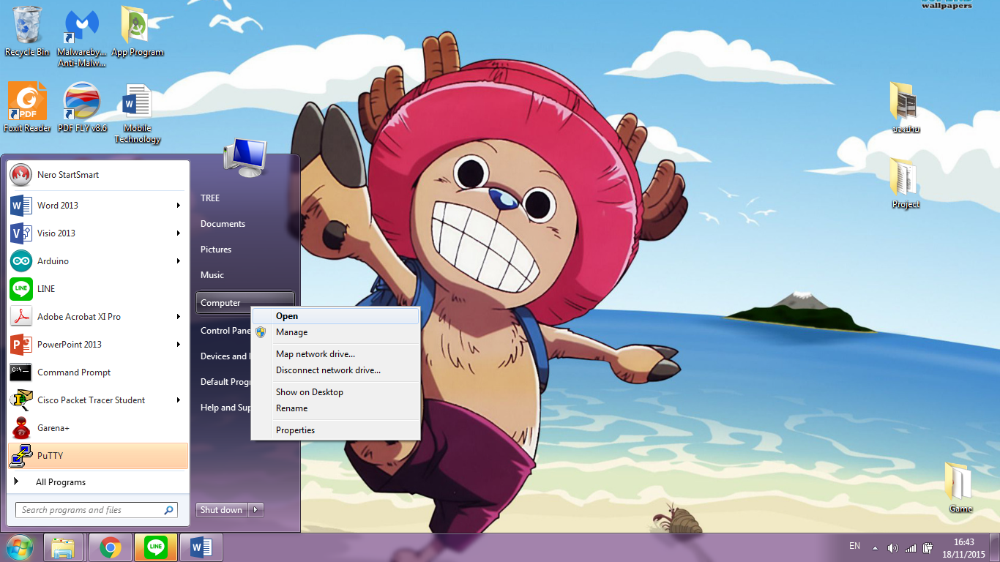 wallpapers
Recycle Bin
Malwareby...
Anti-Malw...
App Program
PDF
Foxit Reader
PDF FLY v8.6
Mobile
Technology
Project
Game
Nero StartSmart
Word 2013
Visio 2013
Arduino
LINE
LINE
Adobe Acrobat XI Pro
PowerPoint 2013
C:\_
Command Prompt
Cisco Packet Tracer Student
Garena+
PuTTY
All Programs
Search programs and files
TREE
Documents
Pictures
Music
Computer
Control Pane
Devices and
Default Prog
Help and Sup
Shut down
Open
Manage
Map network drive...
Disconnect network drive...
Show on Desktop
Rename
Properties
LINE
EN
16:43
18/11/2015